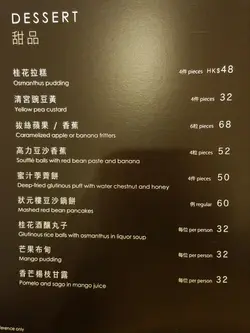 DESSERT
甜品
桂花拉糕 4件 pieces HK$48
Osmanthus pudding
清宮豌豆黃 4件 pieces 32
Yellow pea custard
拔絲蘋果 / 香蕉 6件 pieces 68
Caramelized apple or banana fritters
高力豆沙香蕉 4件 pieces 52
Soufflé balls with red bean paste and banana
蜜汁季薺餅 4件 pieces 50
Deep-fried glutinous puff with water chestnut and honey
狀元樓豆沙鍋餅 例 regular 60
Mashed red bean pancakes
桂花酒釀丸子 每位 per person 32
Glutinous rice balls with osmanthus in liquor soup
芒果布甸 每位 per person 32
Mango pudding
香芒楊枝甘露 每位 per person 32
Pomelo and sago in mango juice
ference only